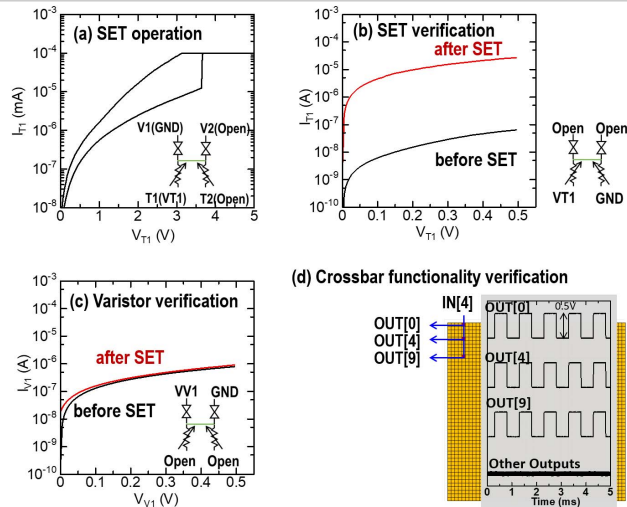 (a) SET operation
I_T1 (mA)
10^-3
10^-4
10^-5
10^-6
10^-7
10^-8
V1(GND) V2(Open)
T1(VT1) T2(Open)
0 1 2 3 4 5
V_T1 (V)
(b) SET verification
after SET
before SET
I_T1 (A)
10^-3
10^-4
10^-5
10^-6
10^-7
10^-8
10^-9
10^-10
0 0.1 0.2 0.3 0.4 0.5
V_T1 (V)
Open Open
VT1 GND
(c) Varistor verification
after SET
before SET
I_V1 (A)
10^-3
10^-4
10^-5
10^-6
10^-7
10^-8
10^-9
10^-10
VV1 GND
Open Open
0 0.1 0.2 0.3 0.4 0.5
V_V1 (V)
(d) Crossbar functionality verification
IN[4]
OUT[0]
OUT[4]
OUT[9]
OUT[0]
0.5V
OUT[4]
OUT[9]
Other Outputs
0 1 2 3 4 5
Time (ms)